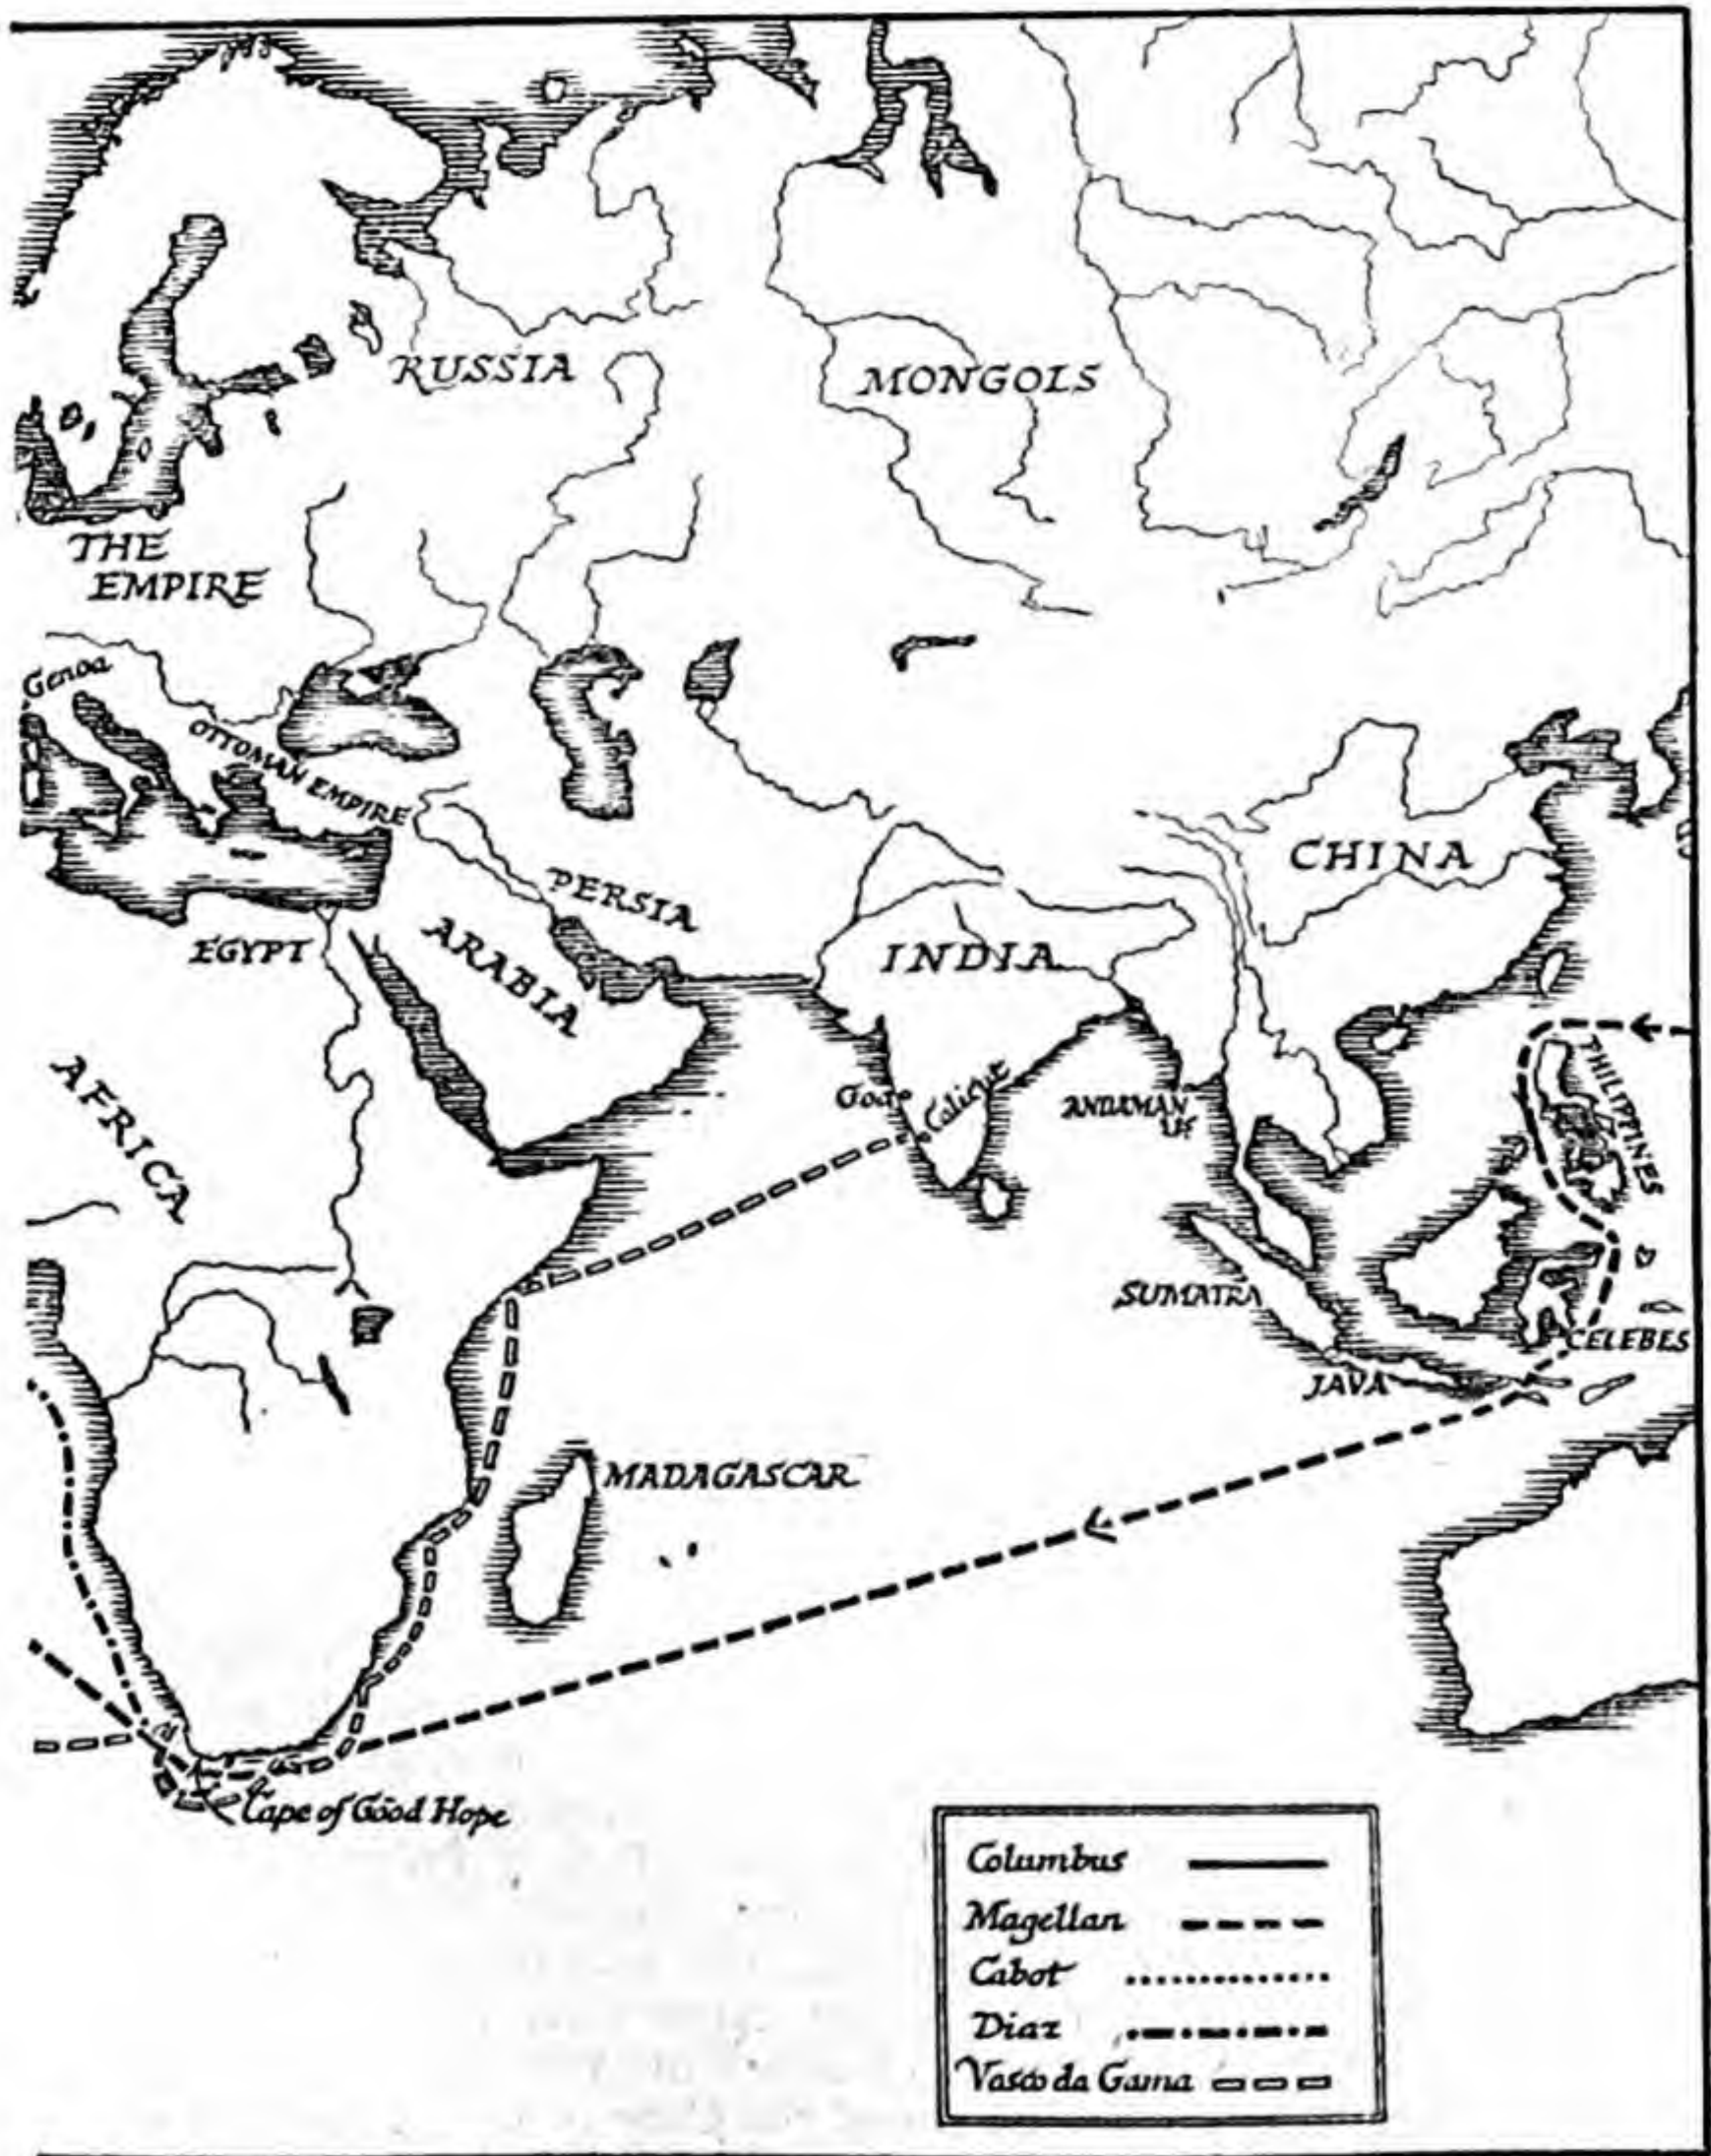 RUSSIA
MONGOLS
THE
EMPIRE
Genoa
OTTOMAN EMPIRE
PERSIA
CHINA
EGYPT
ARABIA
INDIA
AFRICA
Goa
Calicut
ANDAMAN
IS
PHILIPPINES
SUMATRA
CELEBES
JAVA
MADAGASCAR
Cape of Good Hope
Columbus
Magellan
Cabot
Diaz
Vasco da Gama